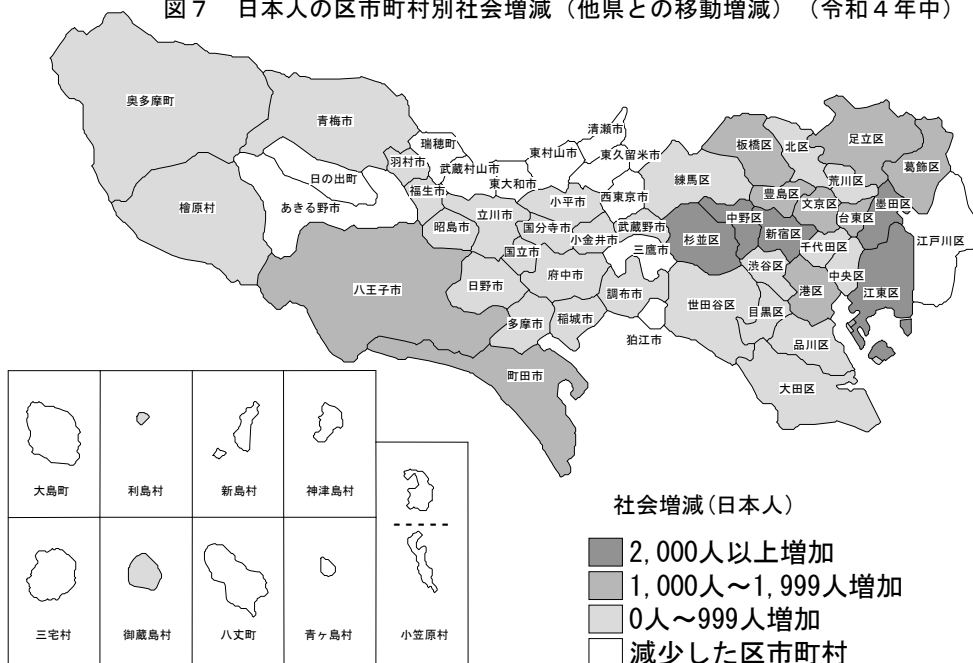 図７　日本人の区市町村別社会増減（他県との移動増減）（令和４年中）
奥多摩町
青梅市
瑞穂町
羽村市
日の出町
武蔵村山市
東村山市
清瀬市
東久留米市
東大和市
西東京市
練馬区
板橋区
北区
足立区
葛飾区
荒川区
豊島区
文京区
台東区
墨田区
檜原村
あきる野市
福生市
昭島市
立川市
小平市
国分寺市
小金井市
武蔵野市
三鷹市
国立市
杉並区
中野区
新宿区
千代田区
江戸川区
八王子市
日野市
府中市
調布市
渋谷区
港区
中央区
江東区
多摩市
稲城市
狛江市
世田谷区
目黒区
品川区
大田区
町田市
大島町
利島村
新島村
神津島村
三宅村
御蔵島村
八丈町
青ヶ島村
小笠原村
社会増減(日本人)
2,000人以上増加
1,000人～1,999人増加
0人～999人増加
減少した区市町村